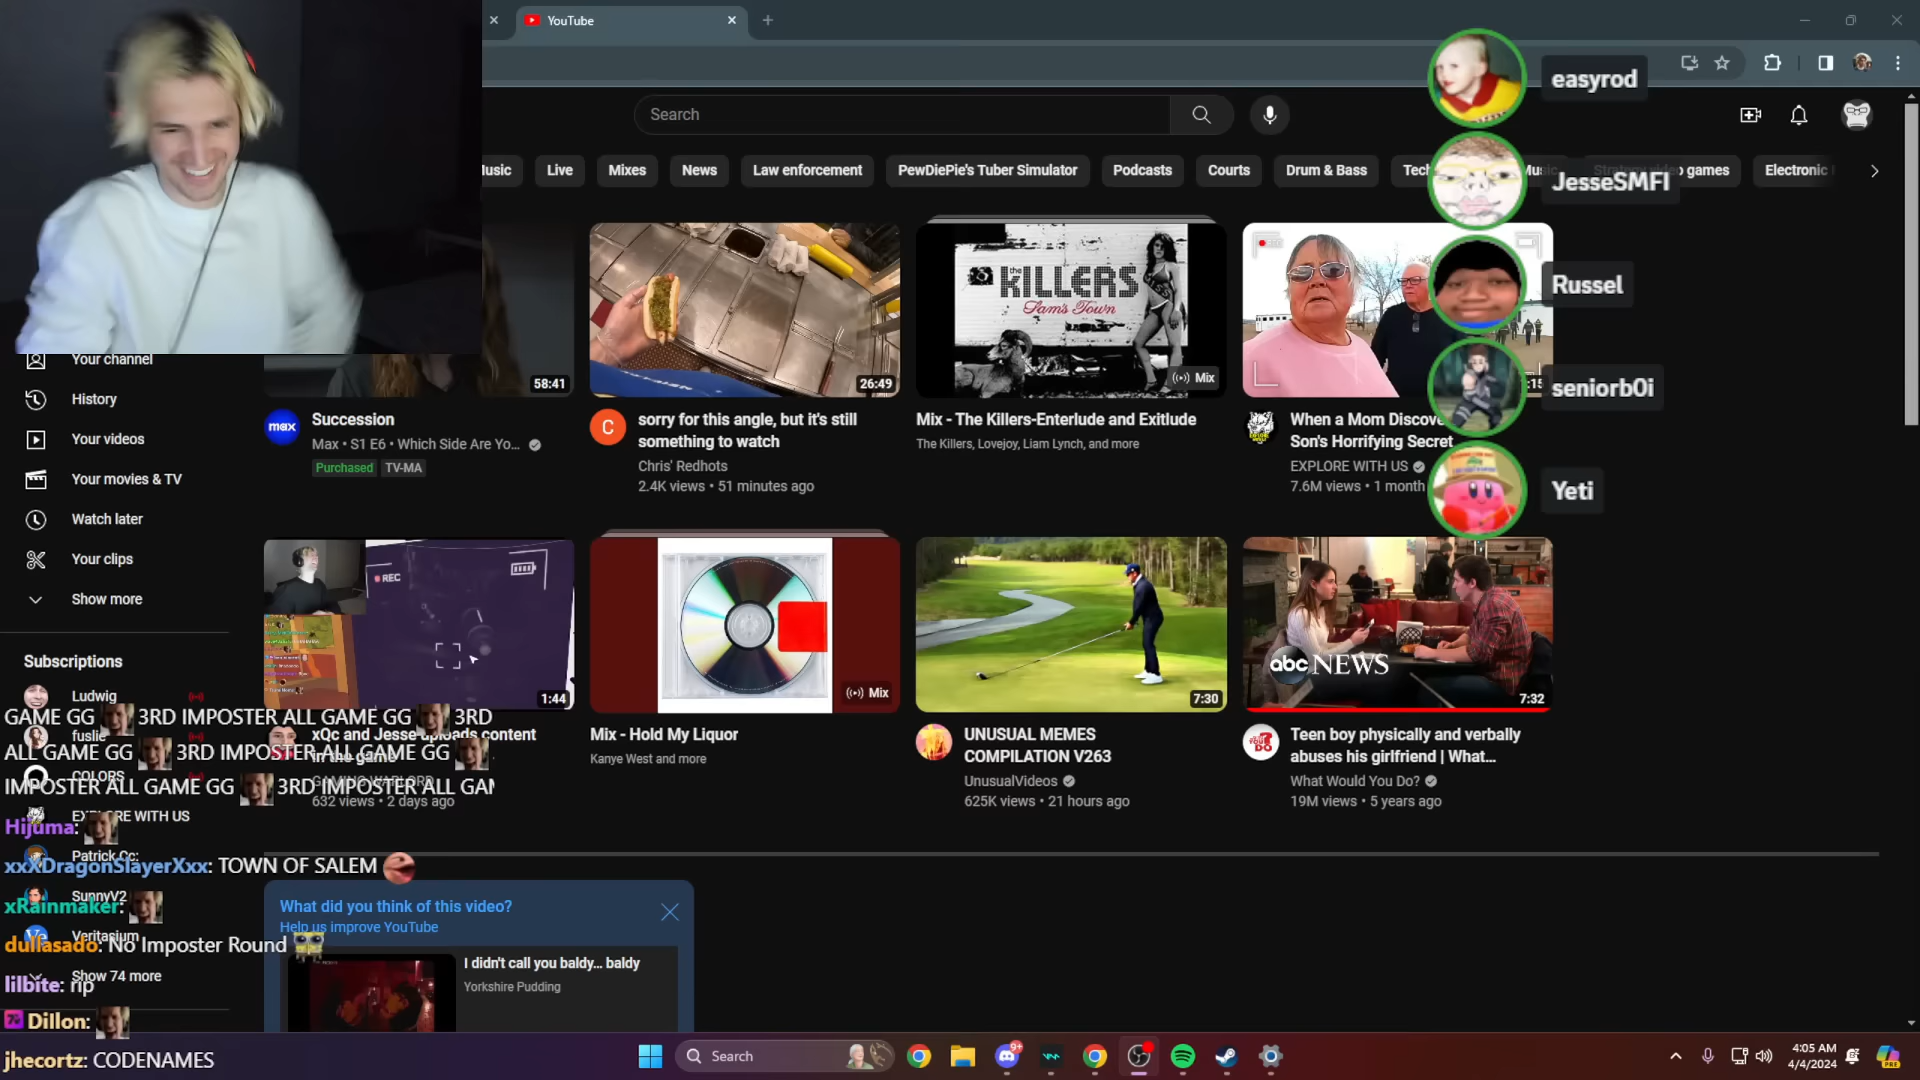 YouTube
Search
Music
Live
Mixes
News
Law enforcement
PewDiePie's Tuber Simulator
Podcasts
Courts
Drum & Bass
games
Electronic
easyrod
JesseSMFI
Russel
seniorb0i
Yeti
Your channel
History
Your videos
Your movies & TV
Watch later
Your clips
Show more
Subscriptions
Ludwig
fuslie
COLORS
EXPLORE WITH US
Patrick Cc:
SunnyV2
Veritasium
Show 74 more
58:41
max
Succession
Max • S1 E6 • Which Side Are Yo...
Purchased TV-MA
26:49
C
sorry for this angle, but it's still
something to watch
Chris' Redhots
2.4K views • 51 minutes ago
the
KILLERS
Sam's Town
Mix
Mix - The Killers-Enterlude and Exitlude
The Killers, Lovejoy, Liam Lynch, and more
When a Mom Discove
Son's Horrifying Secret
EXPLORE WITH US
7.6M views • 1 month
REC
1:44
xQc and Jesse uploads content
in the game
GAMING WARLORD
632 views • 2 days ago
Mix
Mix - Hold My Liquor
Kanye West and more
7:30
UNUSUAL MEMES
COMPILATION V263
UnusualVideos
625K views • 21 hours ago
abc NEWS
7:32
Teen boy physically and verbally
abuses his girlfriend | What...
What Would You Do?
19M views • 5 years ago
GAME GG 3RD IMPOSTER ALL GAME GG 3RD
ALL GAME GG 3RD IMPOSTER ALL GAME GG
IMPOSTER ALL GAME GG 3RD IMPOSTER ALL GAM
Hijuma:
xxXDragonSlayerXxx: TOWN OF SALEM
xRainmaker:
dullasado: No Imposter Round
lilbite: rip
Dillon:
jhecortz: CODENAMES
What did you think of this video?
Help us improve YouTube
I didn't call you baldy... baldy
Yorkshire Pudding
Search
9+
4:05 AM
4/4/2024
PRE